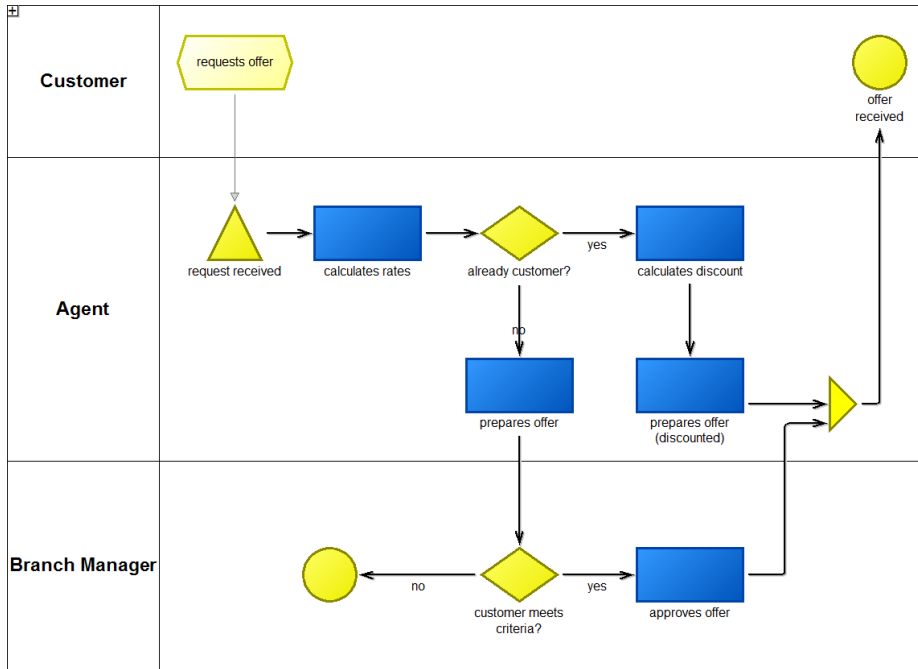 Customer
requests offer
offer
received
Agent
request received
calculates rates
already customer?
yes
calculates discount
no
prepares offer
prepares offer
(discounted)
Branch Manager
no
customer meets
criteria?
yes
approves offer